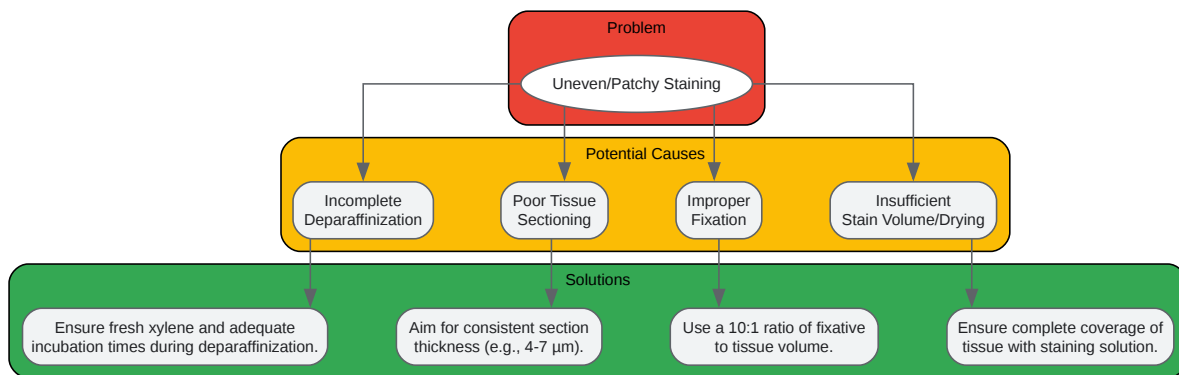 Problem
Uneven/Patchy Staining
Potential Causes
Incomplete
Deparaffinization
Poor Tissue
Sectioning
Improper
Fixation
Insufficient
Stain Volume/Drying
Solutions
Ensure fresh xylene and adequate
incubation times during deparaffinization.
Aim for consistent section
thickness (e.g., 4-7 µm).
Use a 10:1 ratio of fixative
to tissue volume.
Ensure complete coverage of
tissue with staining solution.